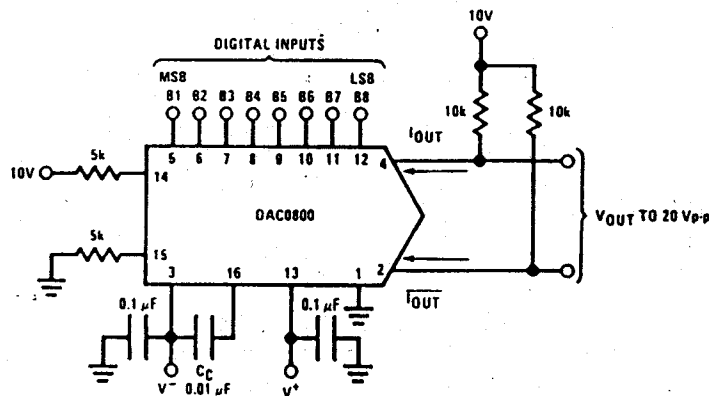 10V
DIGITAL INPUTS
MSB LSB
B1 B2 B3 B4 B5 B6 B7 B8
10k 10k
IOUT
5 6 7 8 9 10 11 12
4
5k
10V
14
DAC0800
VOUT TO 20 Vp-p
5k
15
3 16 13 1
2
IOUT
0.1 µF
0.1 µF
CC
0.01 µF
V-
V+